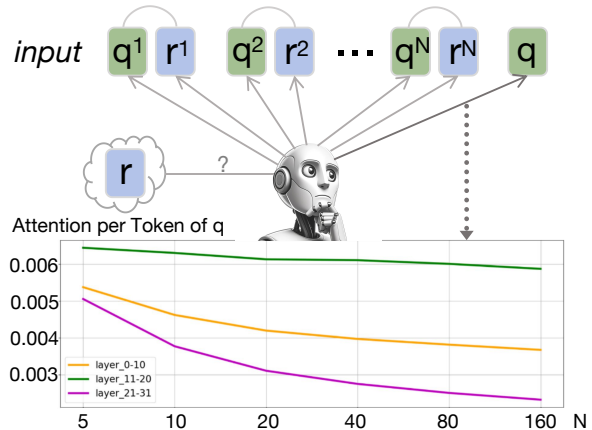 input q¹ r¹ q² r² ... qᴺ rᴺ q
r ?
Attention per Token of q
0.006
0.005
0.004
0.003
layer_0-10
layer_11-20
layer_21-31
5 10 20 40 80 160 N